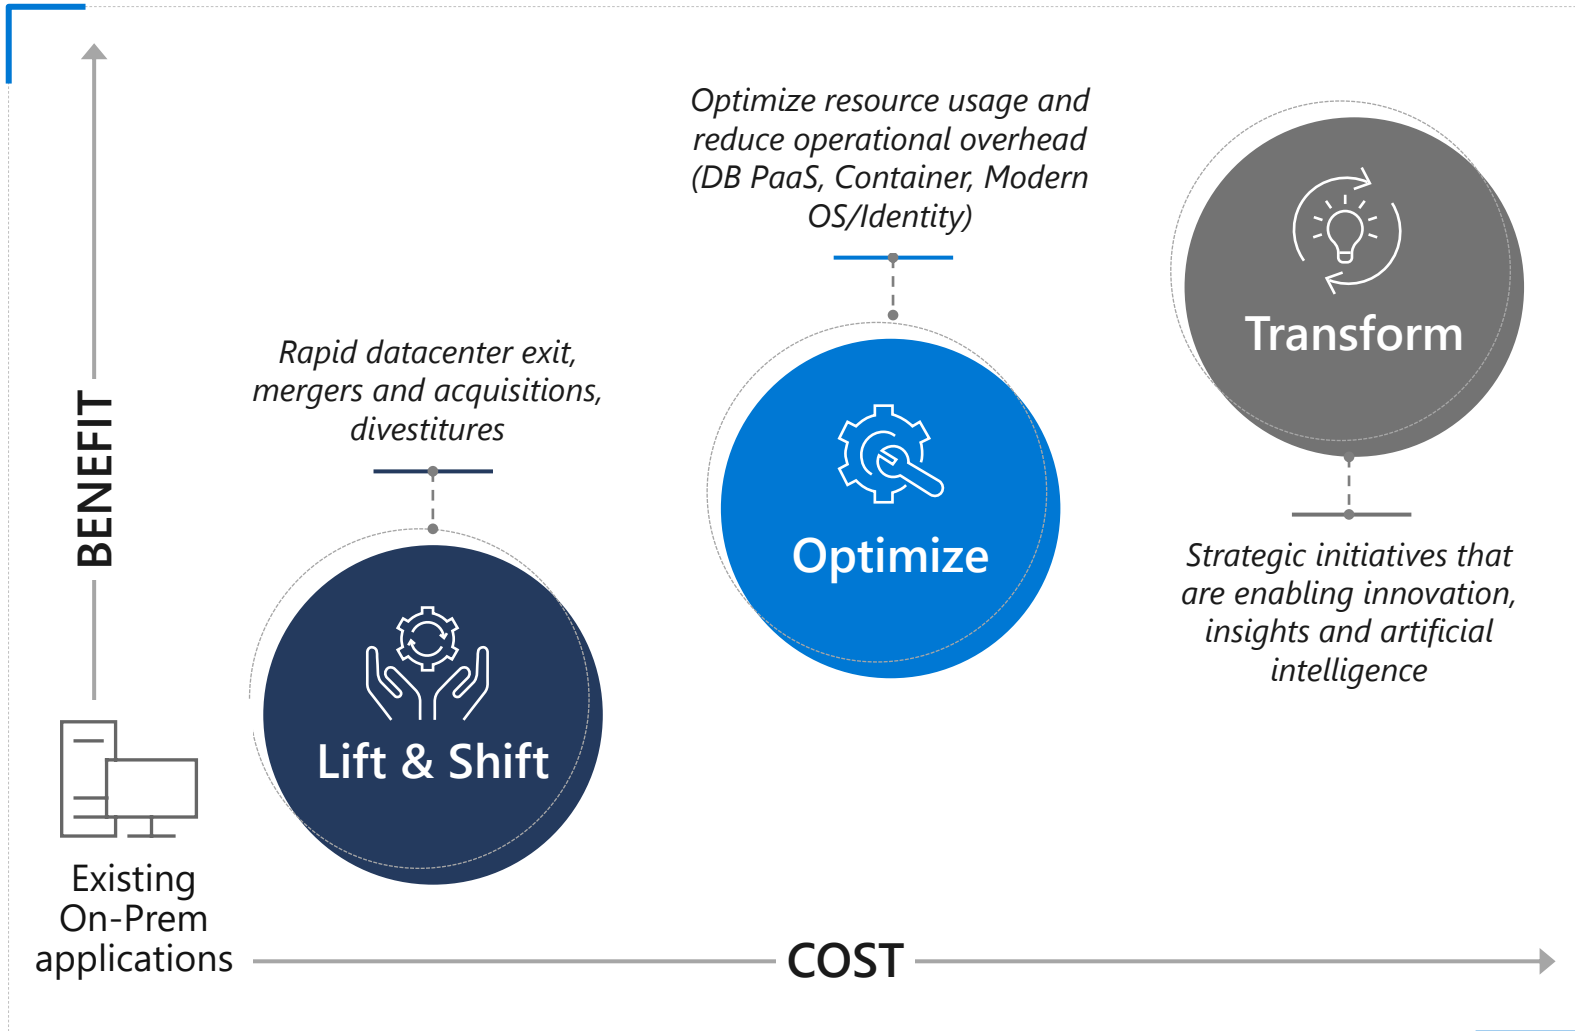 BENEFIT
Rapid datacenter exit,
mergers and acquisitions,
divestitures
Lift & Shift
Optimize resource usage and
reduce operational overhead
(DB PaaS, Container, Modern
OS/Identity)
Optimize
Transform
Strategic initiatives that
are enabling innovation,
insights and artificial
intelligence
Existing
On-Prem
applications
COST